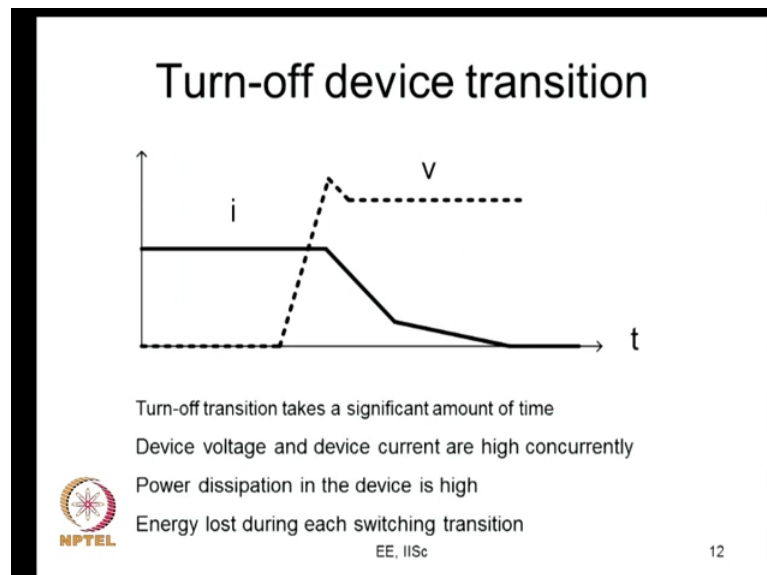 Turn-off device transition
v
i
t
Turn-off transition takes a significant amount of time
Device voltage and device current are high concurrently
Power dissipation in the device is high
Energy lost during each switching transition
NPTEL
EE, IISc
12